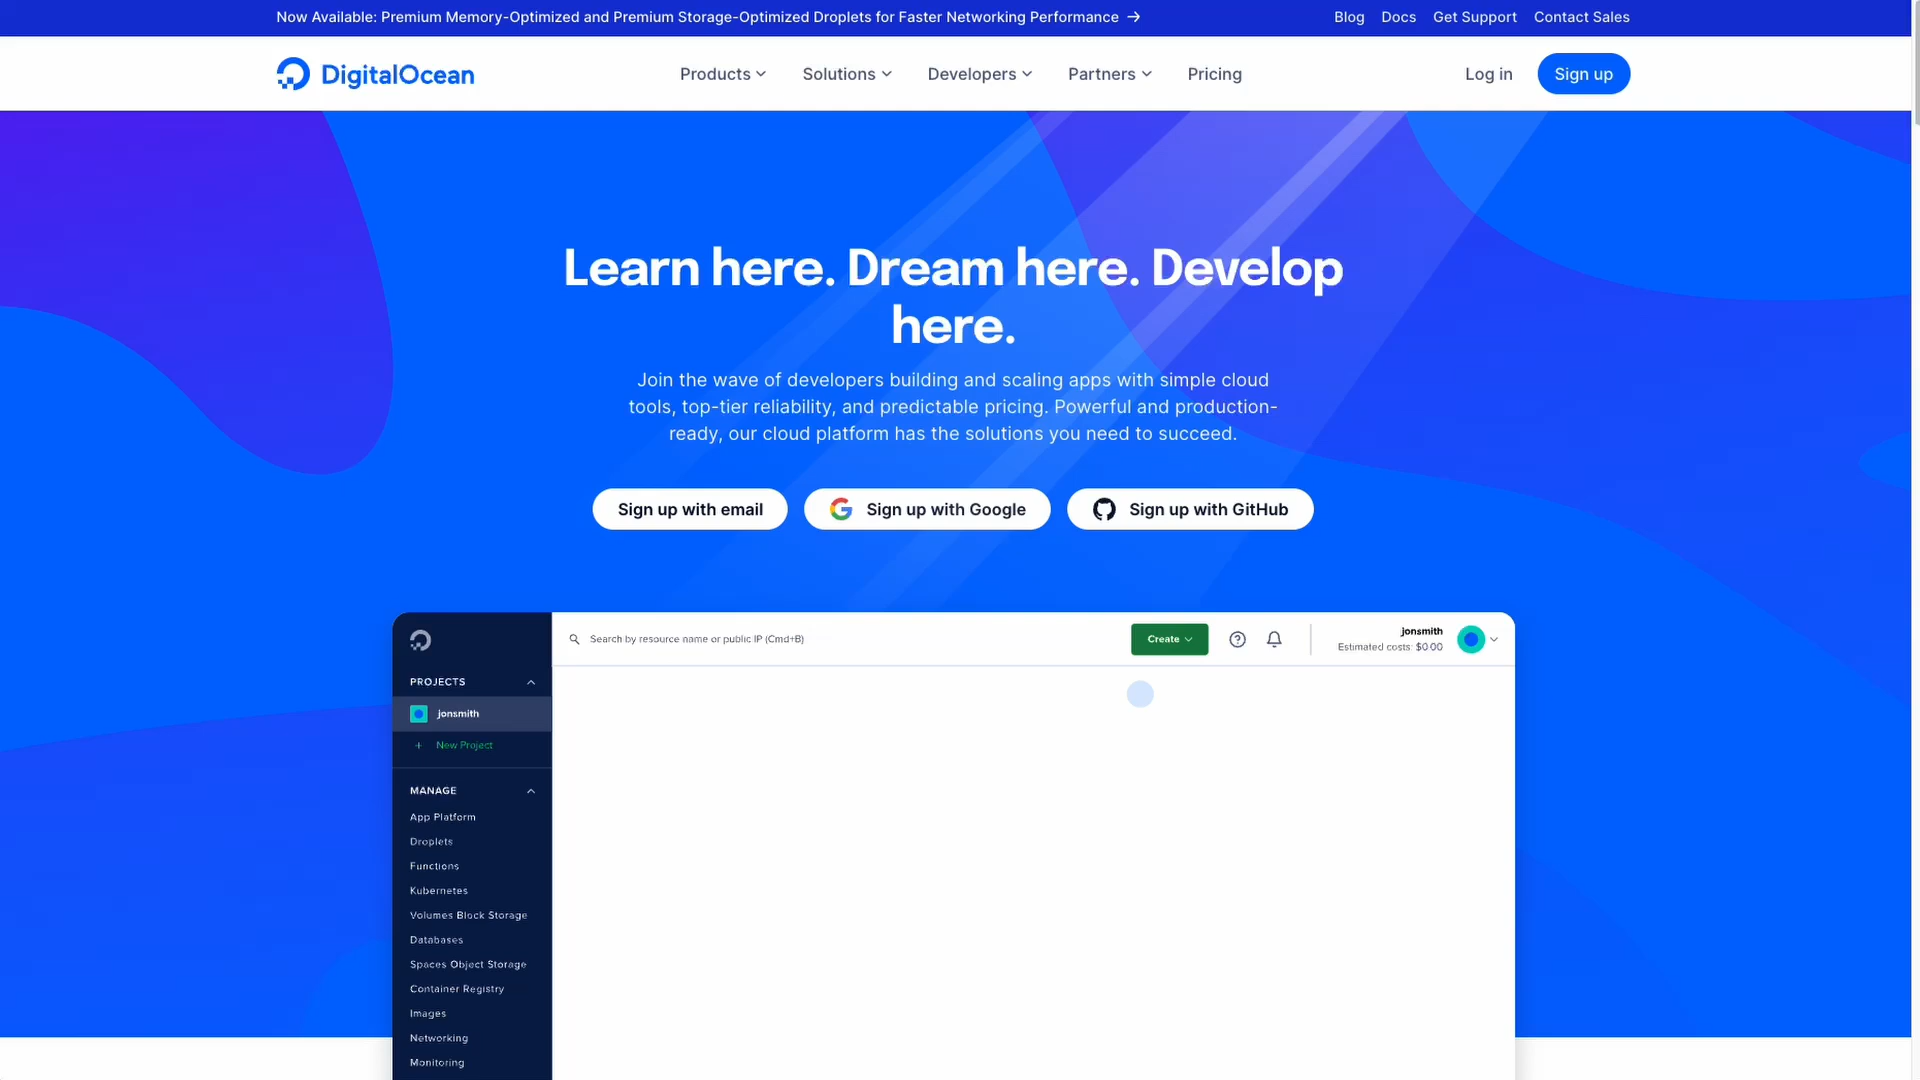 Now Available: Premium Memory-Optimized and Premium Storage-Optimized Droplets for Faster Networking Performance →
Blog Docs Get Support Contact Sales
DigitalOcean
Products Solutions Developers Partners Pricing
Log in Sign up
Learn here. Dream here. Develop
here.
Join the wave of developers building and scaling apps with simple cloud
tools, top-tier reliability, and predictable pricing. Powerful and production-
ready, our cloud platform has the solutions you need to succeed.
Sign up with email
Sign up with Google
Sign up with GitHub
Search by resource name or public IP (Cmd+B)
Create
jonsmith
Estimated costs: $0.00
PROJECTS
jonsmith
+ New Project
MANAGE
App Platform
Droplets
Functions
Kubernetes
Volumes Block Storage
Databases
Spaces Object Storage
Container Registry
Images
Networking
Monitoring